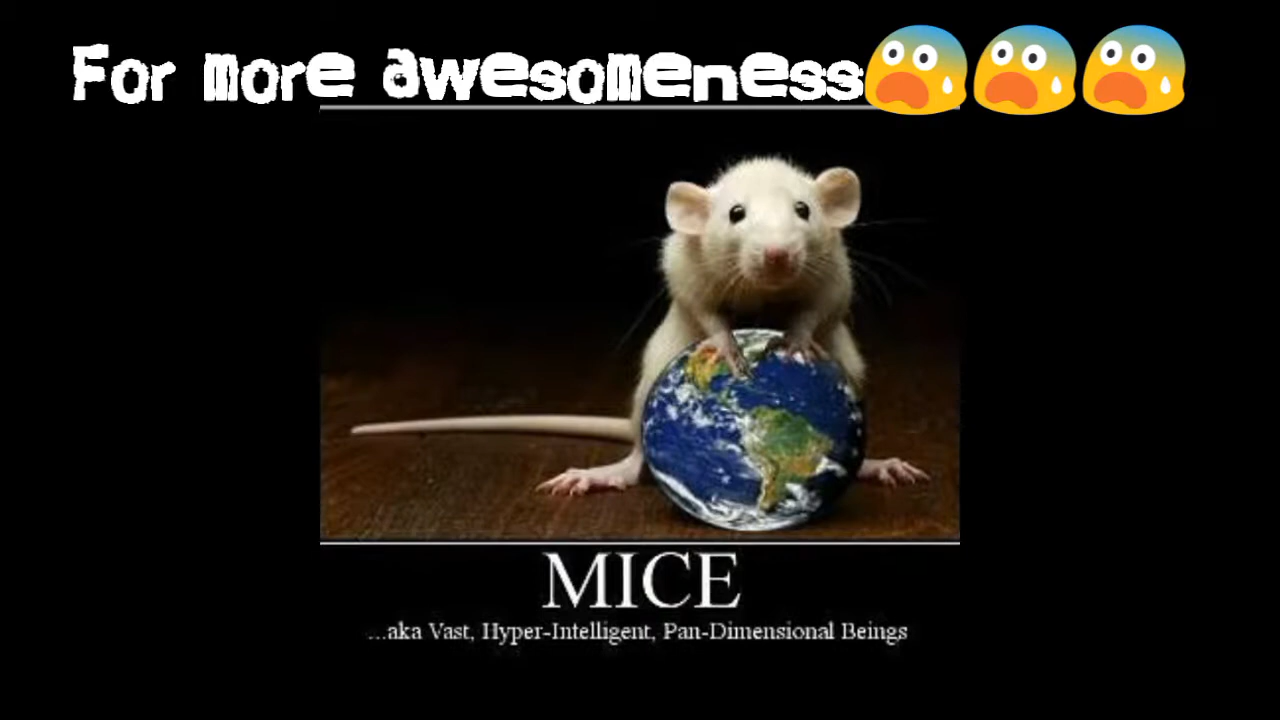 For more awesomeness😰😰😰
MICE
...aka Vast, Hyper-Intelligent, Pan-Dimensional Beings